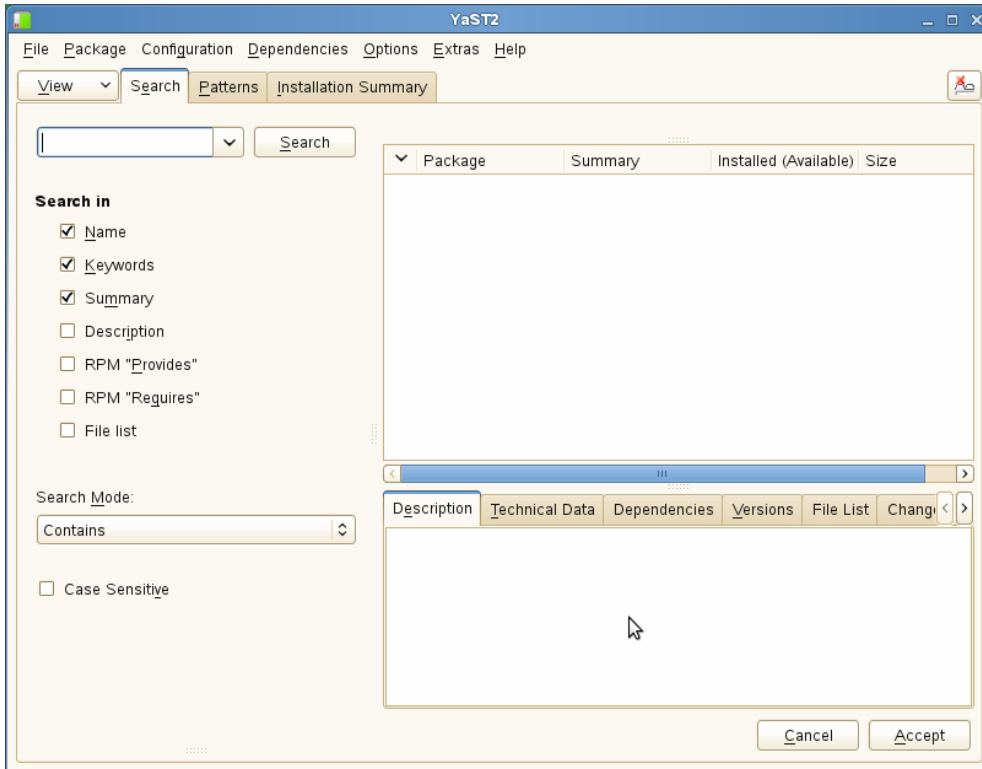 YaST2
File Package Configuration Dependencies Options Extras Help
View Search Patterns Installation Summary
Search
Package Summary Installed (Available) Size
Search in
Name
Keywords
Summary
Description
RPM "Provides"
RPM "Requires"
File list
Search Mode:
Contains
Case Sensitive
Description Technical Data Dependencies Versions File List Chang
Cancel Accept